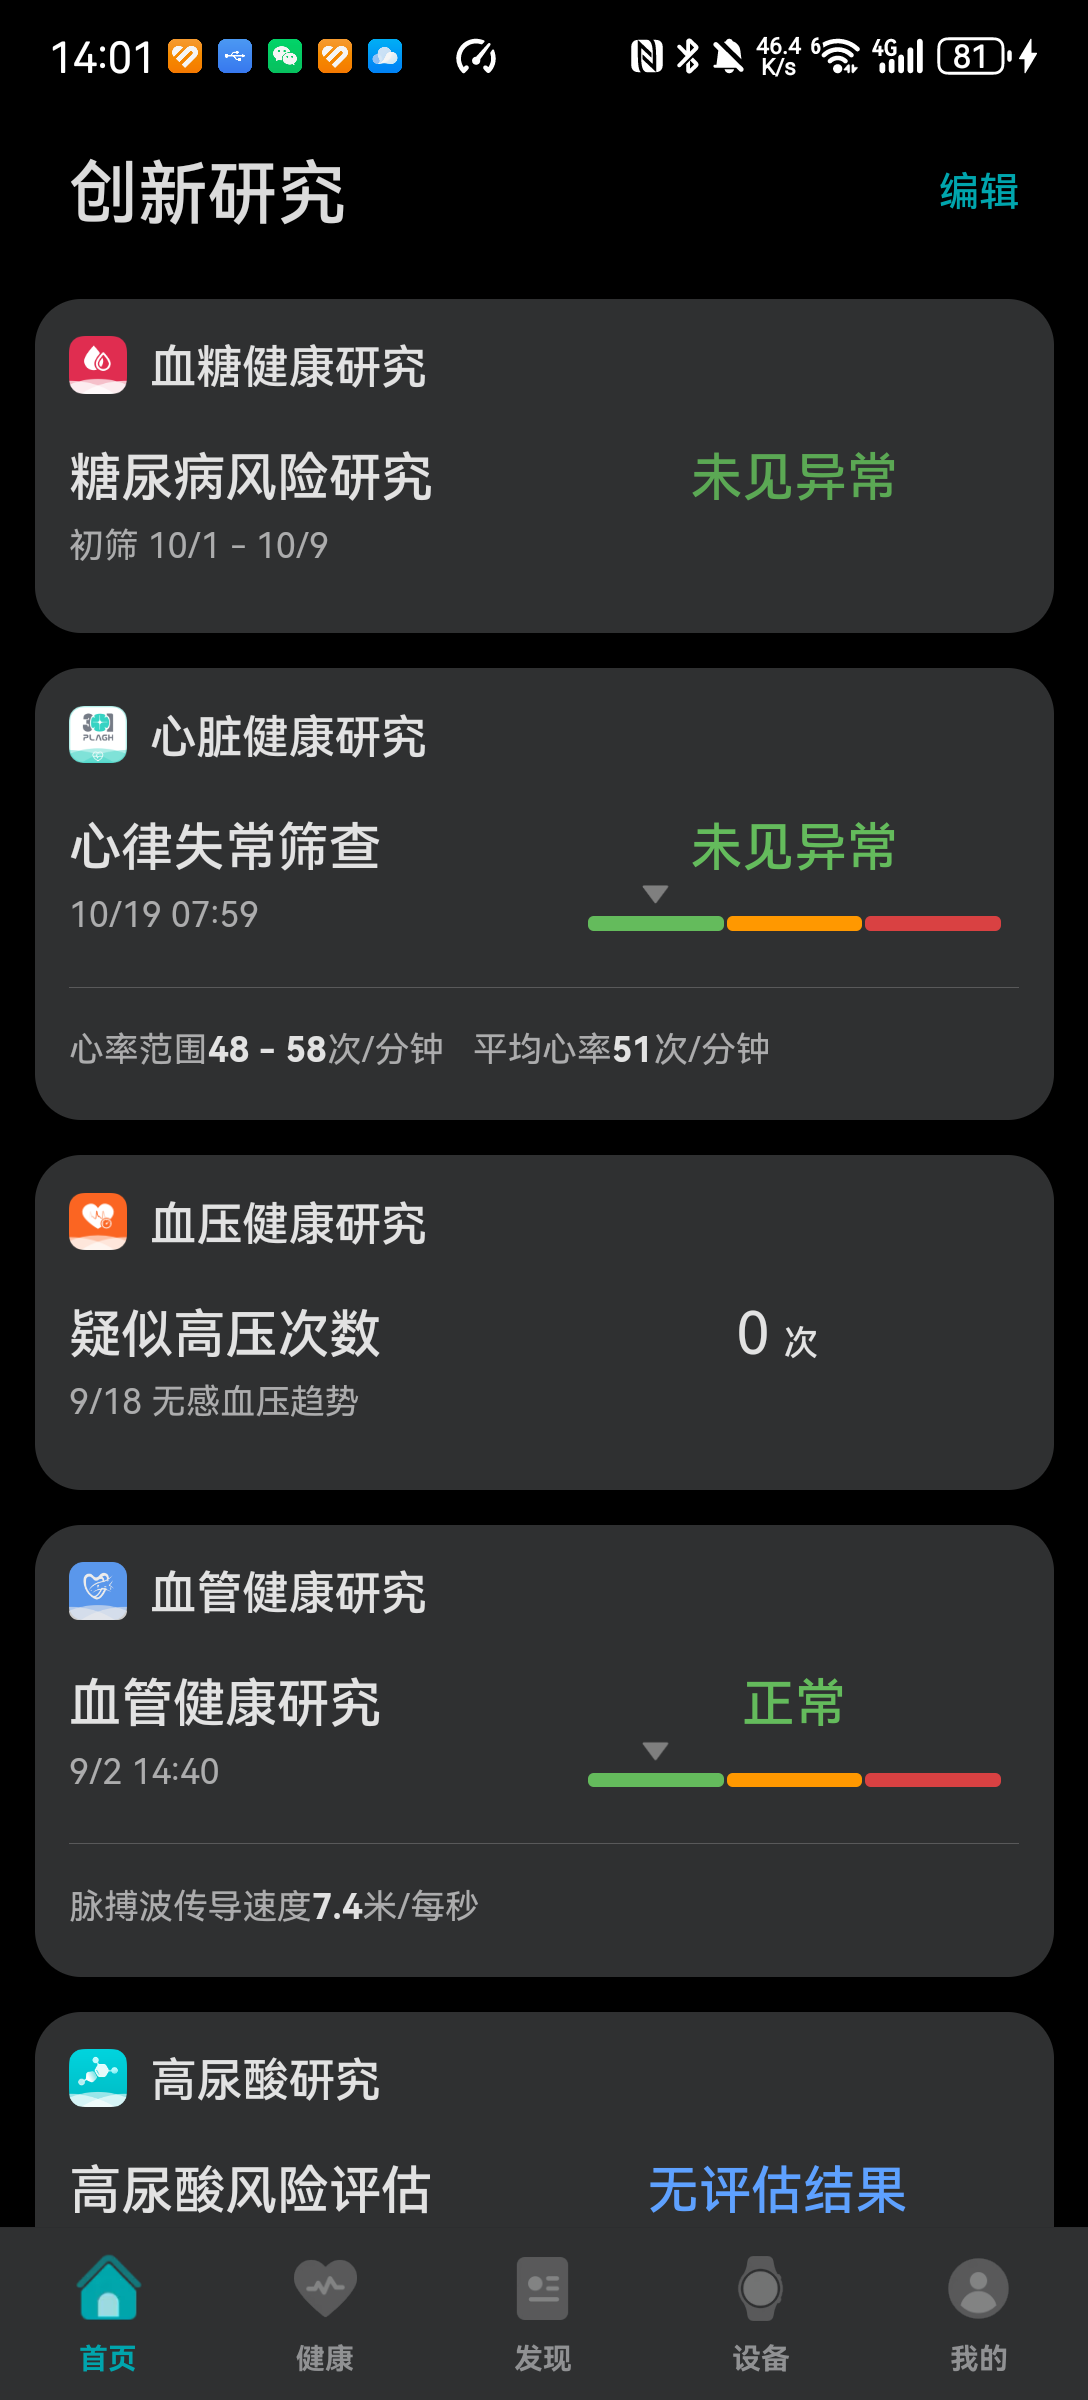 14:01 46.4 K/s 6 4G 81
创新研究 编辑
血糖健康研究
糖尿病风险研究 未见异常
初筛 10/1 - 10/9
301 PLAGH 心脏健康研究
心律失常筛查 未见异常
10/19 07:59
心率范围48 - 58次/分钟 平均心率51次/分钟
血压健康研究
疑似高压次数 0 次
9/18 无感血压趋势
血管健康研究
血管健康研究 正常
9/2 14:40
脉搏波传导速度7.4米/每秒
高尿酸研究
高尿酸风险评估 无评估结果
首页 健康 发现 设备 我的